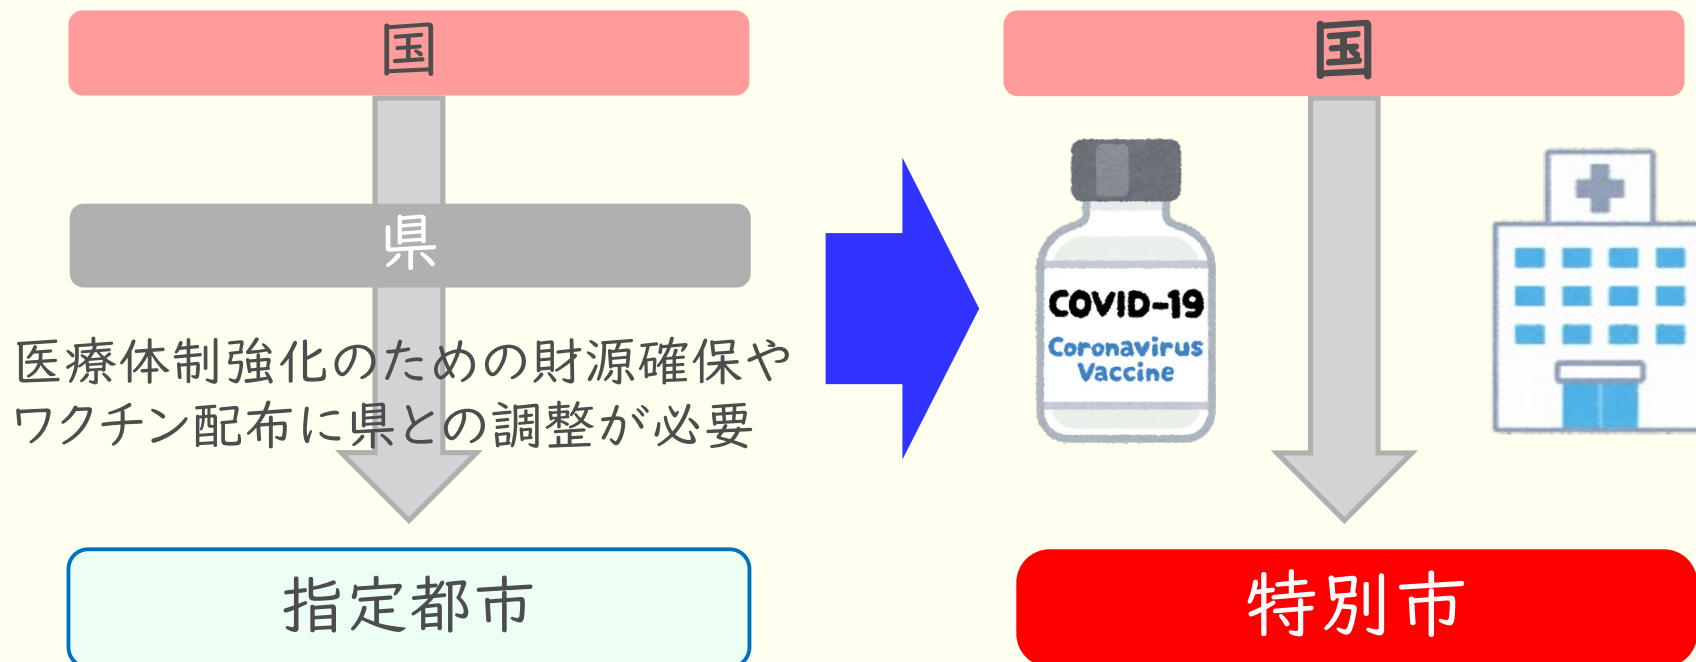 国
県
医療体制強化のための財源確保や
ワクチン配布に県との調整が必要
指定都市
国
COVID-19
Coronavirus
Vaccine
特別市